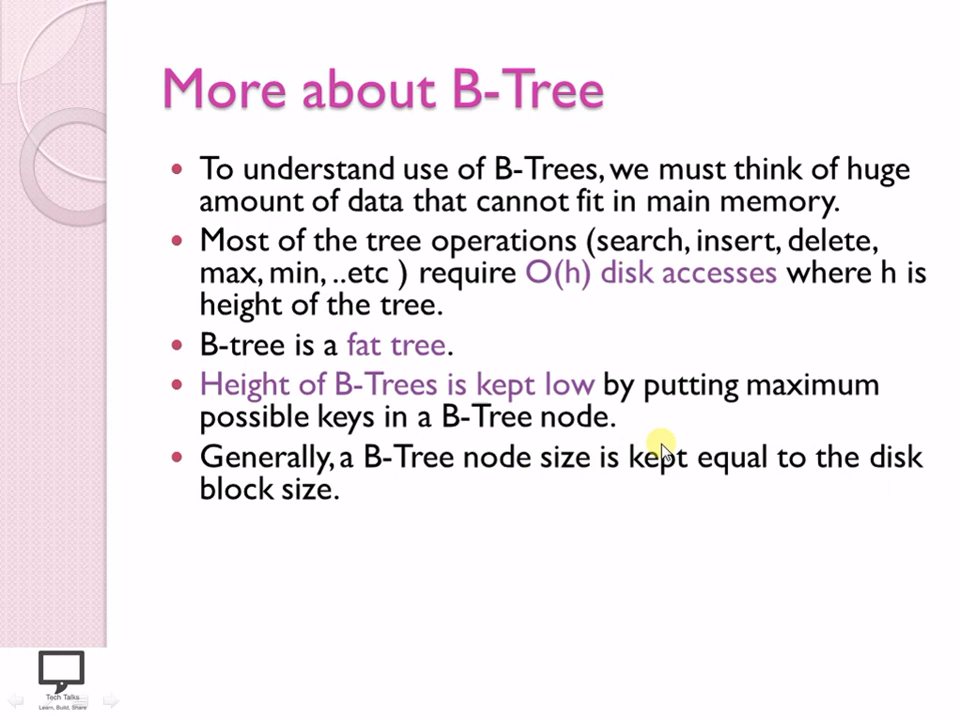 More about B-Tree
• To understand use of B-Trees, we must think of huge
amount of data that cannot fit in main memory.
• Most of the tree operations (search, insert, delete,
max, min, ..etc ) require O(h) disk accesses where h is
height of the tree.
• B-tree is a fat tree.
• Height of B-Trees is kept low by putting maximum
possible keys in a B-Tree node.
• Generally, a B-Tree node size is kept equal to the disk
block size.
Tech Talks
Learn, Build, Share